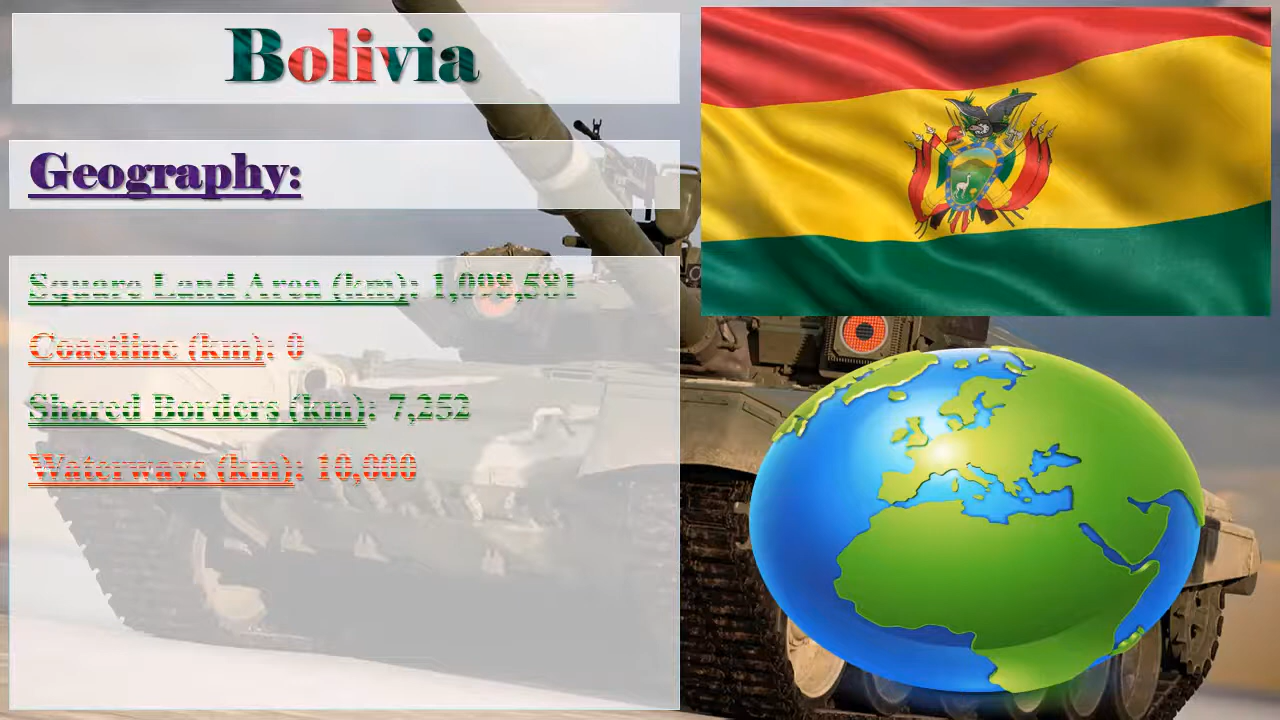 Bolivia
Geography:
Square Land Area (km): 1,098,581
Coastline (km): 0
Shared Borders (km): 7,252
Waterways (km): 10,000